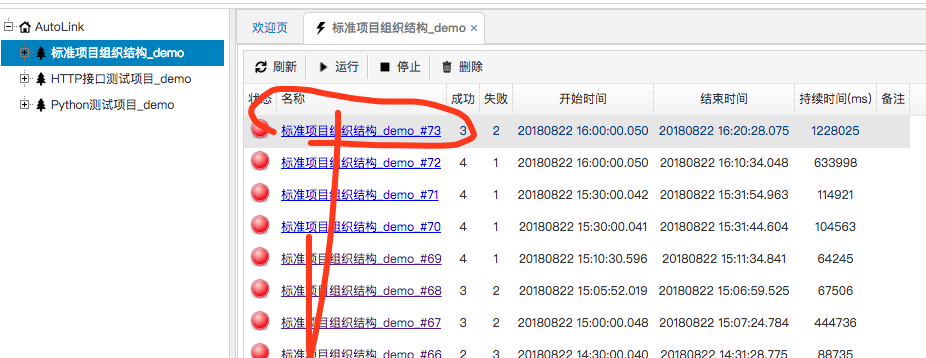 AutoLink
标准项目组织结构_demo
HTTP接口测试项目_demo
Python测试项目_demo
欢迎页 标准项目组织结构_demo ×
刷新 运行 停止 删除
状态 名称 成功 失败 开始时间 结束时间 持续时间(ms) 备注
标准项目组织结构_demo_#73 3 2 20180822 16:00:00.050 20180822 16:20:28.075 1228025
标准项目组织结构_demo_#72 4 1 20180822 16:00:00.050 20180822 16:10:34.048 633998
标准项目组织结构_demo_#71 4 1 20180822 15:30:00.042 20180822 15:31:54.963 114921
标准项目组织结构_demo_#70 4 1 20180822 15:30:00.041 20180822 15:31:44.604 104563
标准项目组织结构_demo_#69 4 1 20180822 15:10:30.596 20180822 15:11:34.841 64245
标准项目组织结构_demo_#68 3 2 20180822 15:05:52.019 20180822 15:06:59.525 67506
标准项目组织结构_demo_#67 3 2 20180822 15:00:00.048 20180822 15:07:24.784 444736
标准项目组织结构_demo_#66 2 3 20180822 14:30:00.040 20180822 14:31:28.775 88735